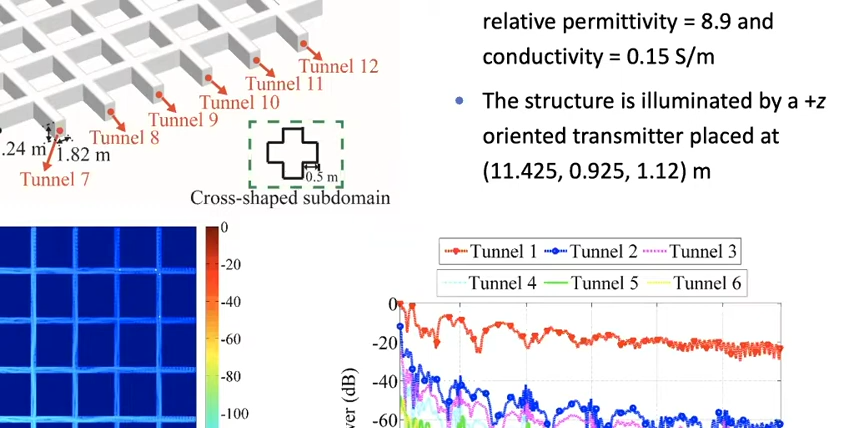 relative permittivity = 8.9 and
conductivity = 0.15 S/m
• The structure is illuminated by a +z
oriented transmitter placed at
(11.425, 0.925, 1.12) m
Tunnel 12
Tunnel 11
Tunnel 10
Tunnel 9
Tunnel 8
.24 m
1.82 m
Tunnel 7
0.5 m
Cross-shaped subdomain
0
-20
-40
-60
-80
-100
Tunnel 1 Tunnel 2 Tunnel 3
Tunnel 4 Tunnel 5 Tunnel 6
0
-20
-40
-60
ver (dB)